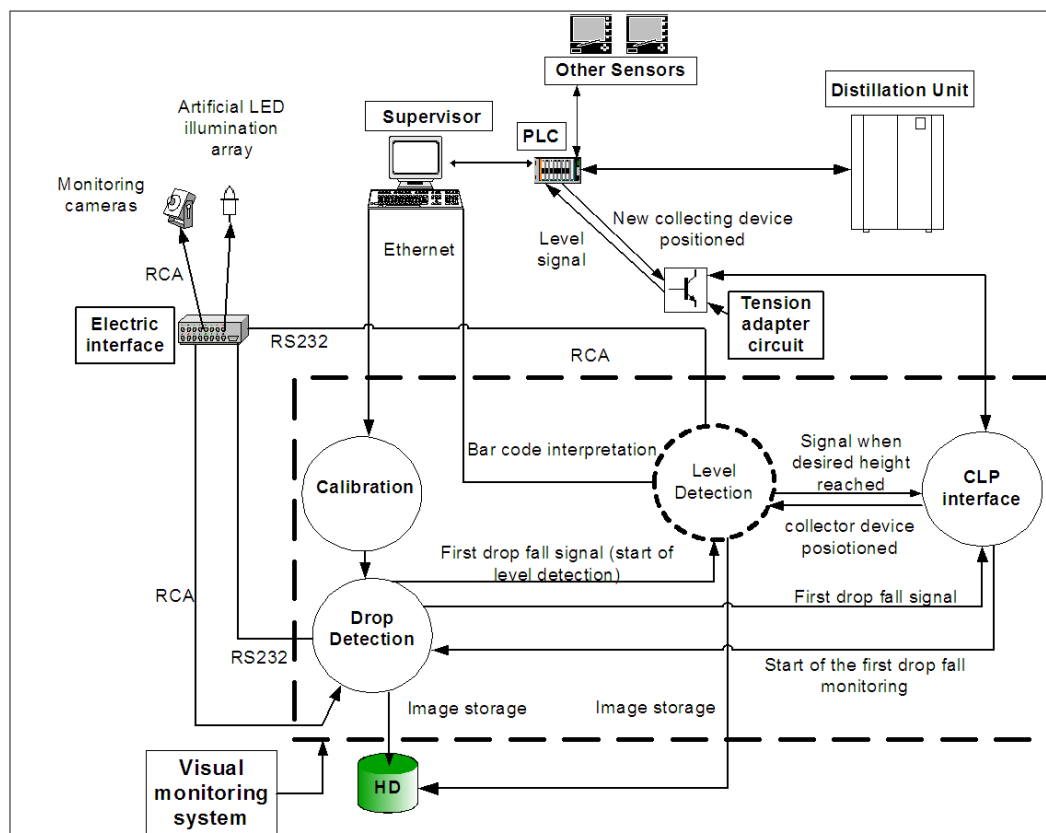 Other Sensors
Distillation Unit
Artificial LED
illumination
array
Supervisor
PLC
Monitoring
cameras
New collecting device
positioned
Ethernet
Level
signal
RCA
Electric
interface
Tension
adapter
circuit
RS232
RCA
Bar code interpretation
Level
Detection
Signal when
desired height
reached
CLP
interface
Calibration
collector device
posiotioned
First drop fall signal (start of
level detection)
RCA
First drop fall signal
Drop
Detection
RS232
Start of the first drop fall
monitoring
Image storage
Image storage
Visual
monitoring
system
HD